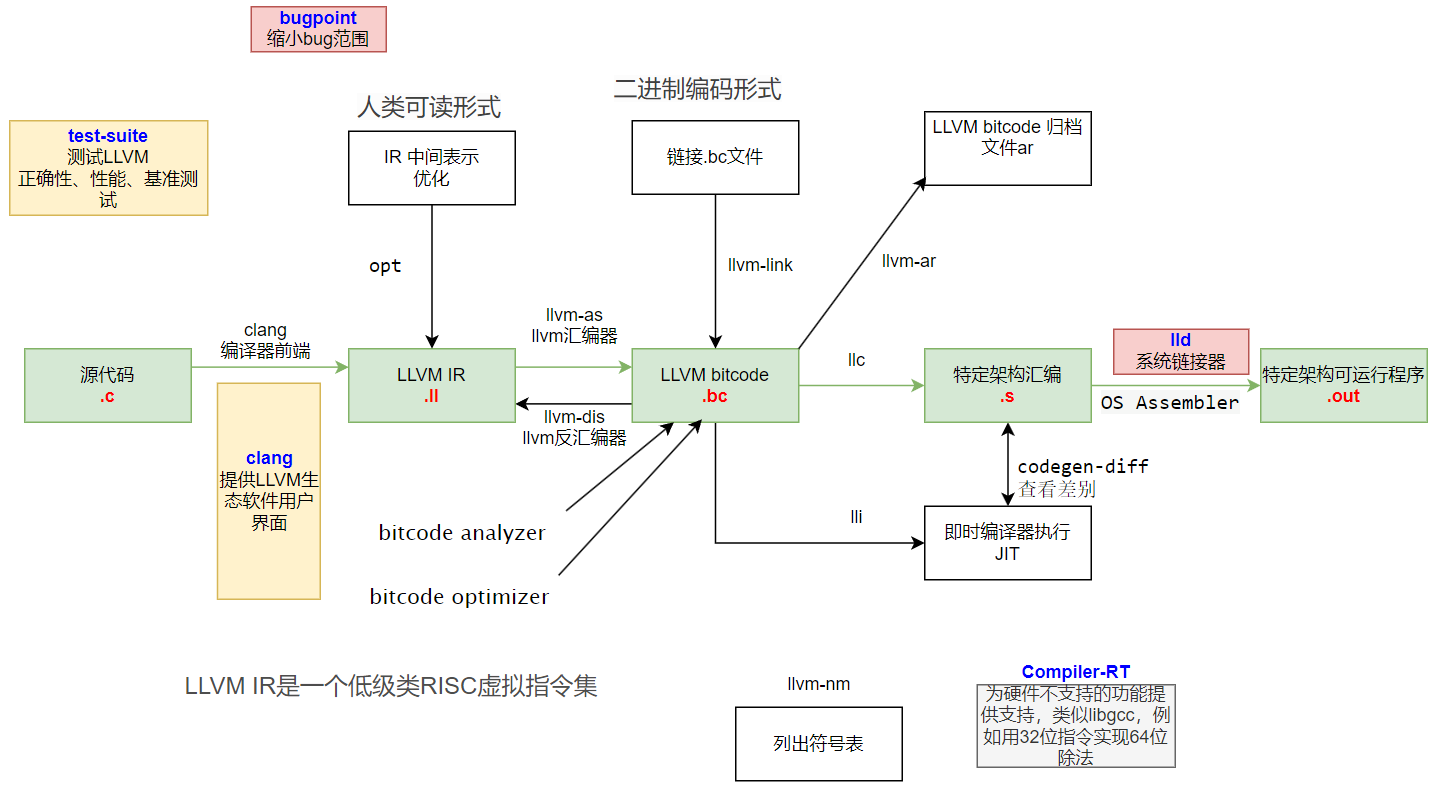 bugpoint
缩小bug范围
人类可读形式
二进制编码形式
test-suite
测试LLVM
正确性、性能、基准测
试
IR 中间表示
优化
链接.bc文件
LLVM bitcode 归档
文件ar
opt
llvm-link
llvm-ar
clang
编译器前端
llvm-as
llvm汇编器
llc
lld
系统链接器
源代码
.c
LLVM IR
.ll
LLVM bitcode
.bc
特定架构汇编
.s
OS Assembler
特定架构可运行程序
.out
llvm-dis
llvm反汇编器
clang
提供LLVM生
态软件用户
界面
codegen-diff
查看差别
bitcode analyzer
lli
即时编译器执行
JIT
bitcode optimizer
LLVM IR是一个低级类RISC虚拟指令集
llvm-nm
列出符号表
Compiler-RT
为硬件不支持的功能提
供支持，类似libgcc，例
如用32位指令实现64位
除法